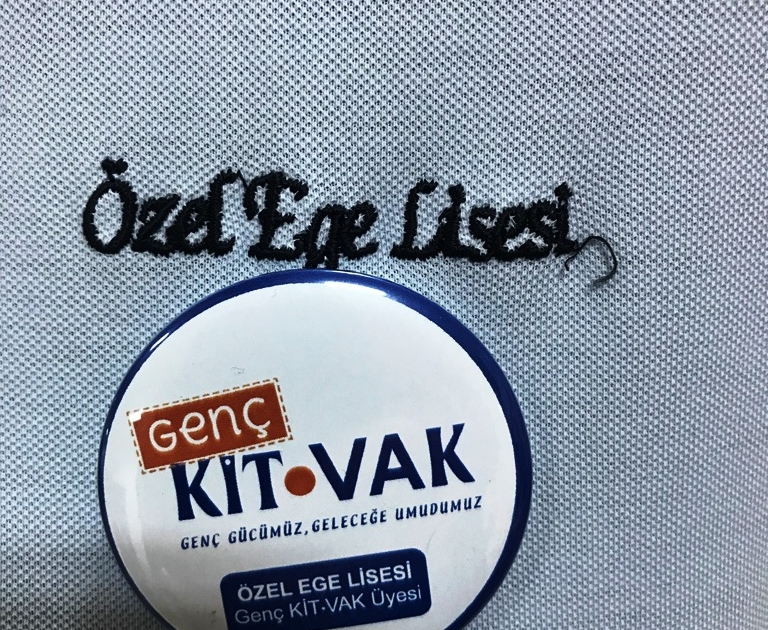 Özel Ege Lisesi
Genç
KİT•VAK
GENÇ GÜCÜMÜZ, GELECEĞE UMUDUMUZ
ÖZEL EGE LİSESİ
Genç KİT•VAK Üyesi